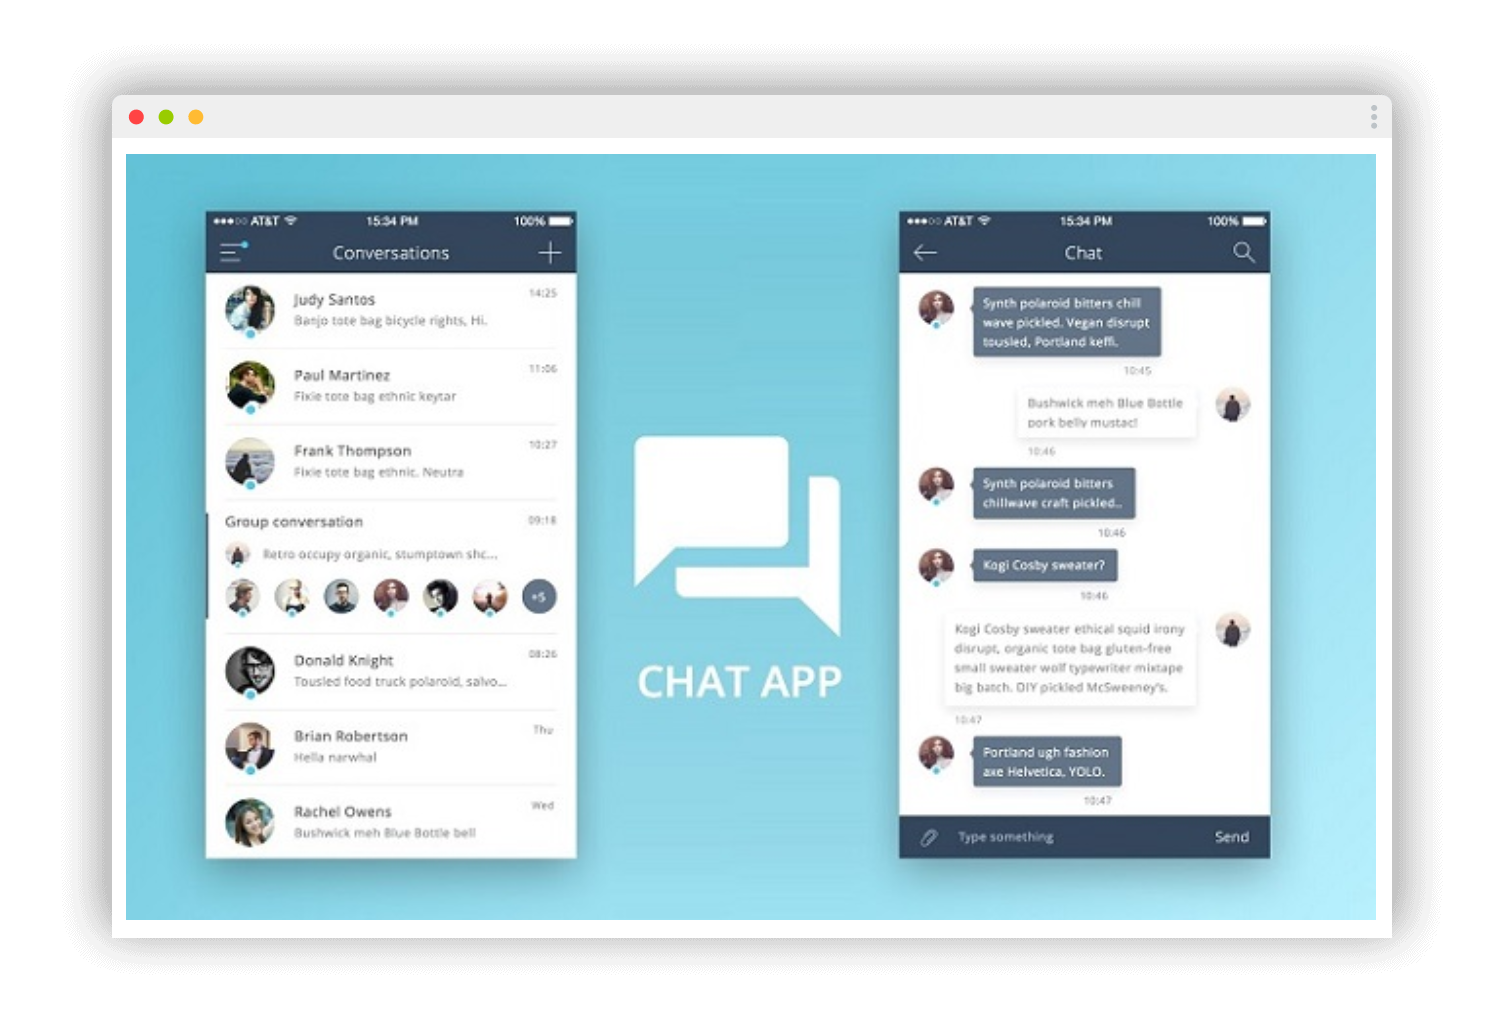 AT&T 15:34 PM 100%
Conversations
Judy Santos 14:25
Banjo tote bag bicycle rights, Hi.
Paul Martinez 11:06
Fixie tote bag ethnic keytar
Frank Thompson 10:27
Fixie tote bag ethnic. Neutra
Group conversation 09:18
Retro occupy organic, stumptown shc...
+5
Donald Knight 08:26
Tousled food truck polaroid, salvo...
Brian Robertson Thu
Hella narwhal
Rachel Owens Wed
Bushwick meh Blue Bottle bell
CHAT APP
AT&T 15:34 PM 100%
Chat
Synth polaroid bitters chill
wave pickled. Vegan disrupt
tousled, Portland keffi.
10:45
Bushwick meh Blue Bottle
pork belly mustac!
10:46
Synth polaroid bitters
chillwave craft pickled...
10:46
Kogi Cosby sweater?
10:46
Kogi Cosby sweater ethical squid irony
disrupt, organic tote bag gluten-free
small sweater wolf typewriter mixtape
big batch. DIY pickled McSweeney's.
10:47
Portland ugh fashion
axe Helvetica, YOLO.
10:47
Type something Send